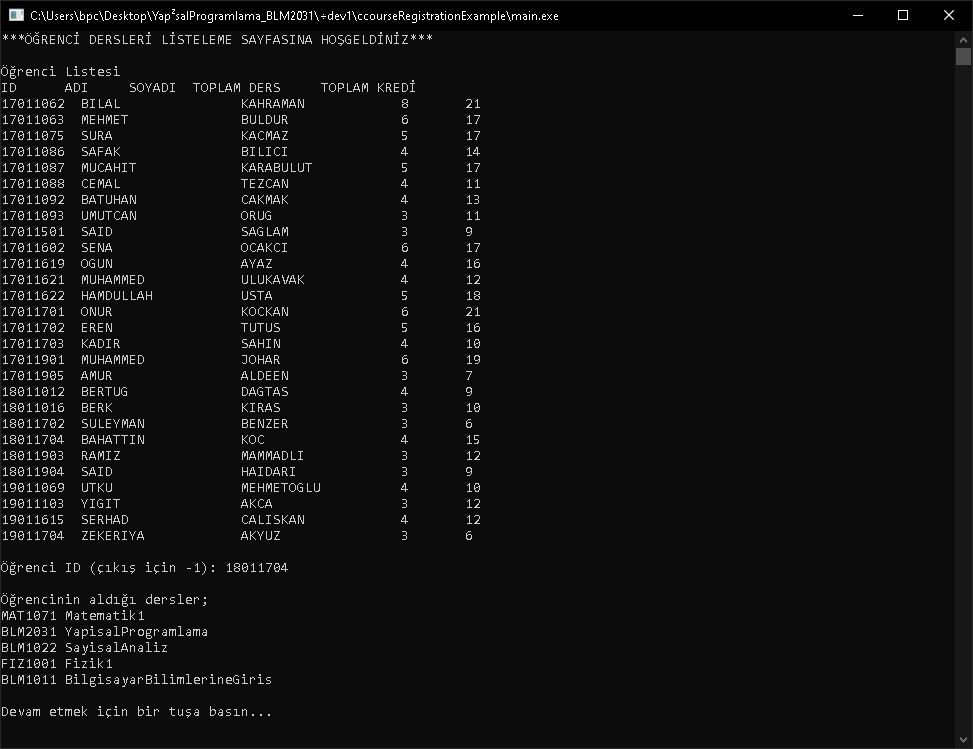 C:\Users\bpc\Desktop\Yap²salProgramlama_BLM2031\÷dev1\ccourseRegistrationExample\main.exe
***ÖĞRENCİ DERSLERİ LİSTELEME SAYFASINA HOŞGELDİNİZ***
Öğrenci Listesi
ID ADI SOYADI TOPLAM DERS TOPLAM KREDİ
17011062 BILAL KAHRAMAN 8 21
17011063 MEHMET BULDUR 6 17
17011075 SURA KACMAZ 5 17
17011086 SAFAK BILICI 4 14
17011087 MUCAHIT KARABULUT 5 17
17011088 CEMAL TEZCAN 4 11
17011092 BATUHAN CAKMAK 4 13
17011093 UMUTCAN ORUG 3 11
17011501 SAID SAGLAM 3 9
17011602 SENA OCAKCI 6 17
17011619 OGUN AYAZ 4 16
17011621 MUHAMMED ULUKAVAK 4 12
17011622 HAMDULLAH USTA 5 18
17011701 ONUR KOCKAN 6 21
17011702 EREN TUTUS 5 16
17011703 KADIR SAHIN 4 10
17011901 MUHAMMED JOHAR 6 19
17011905 AMUR ALDEEN 3 7
18011012 BERTUG DAGTAS 4 9
18011016 BERK KIRAS 3 10
18011702 SULEYMAN BENZER 3 6
18011704 BAHATTIN KOC 4 15
18011903 RAMIZ MAMMADLI 3 12
18011904 SAID HAIDARI 3 9
19011069 UTKU MEHMETOGLU 4 10
19011103 YIGIT AKCA 3 12
19011615 SERHAD CALISKAN 4 12
19011704 ZEKERIYA AKYUZ 3 6
Öğrenci ID (çıkış için -1): 18011704
Öğrencinin aldığı dersler;
MAT1071 Matematik1
BLM2031 YapisalProgramlama
BLM1022 SayisalAnaliz
FIZ1001 Fizik1
BLM1011 BilgisayarBilimlerineGiris
Devam etmek için bir tuşa basın...